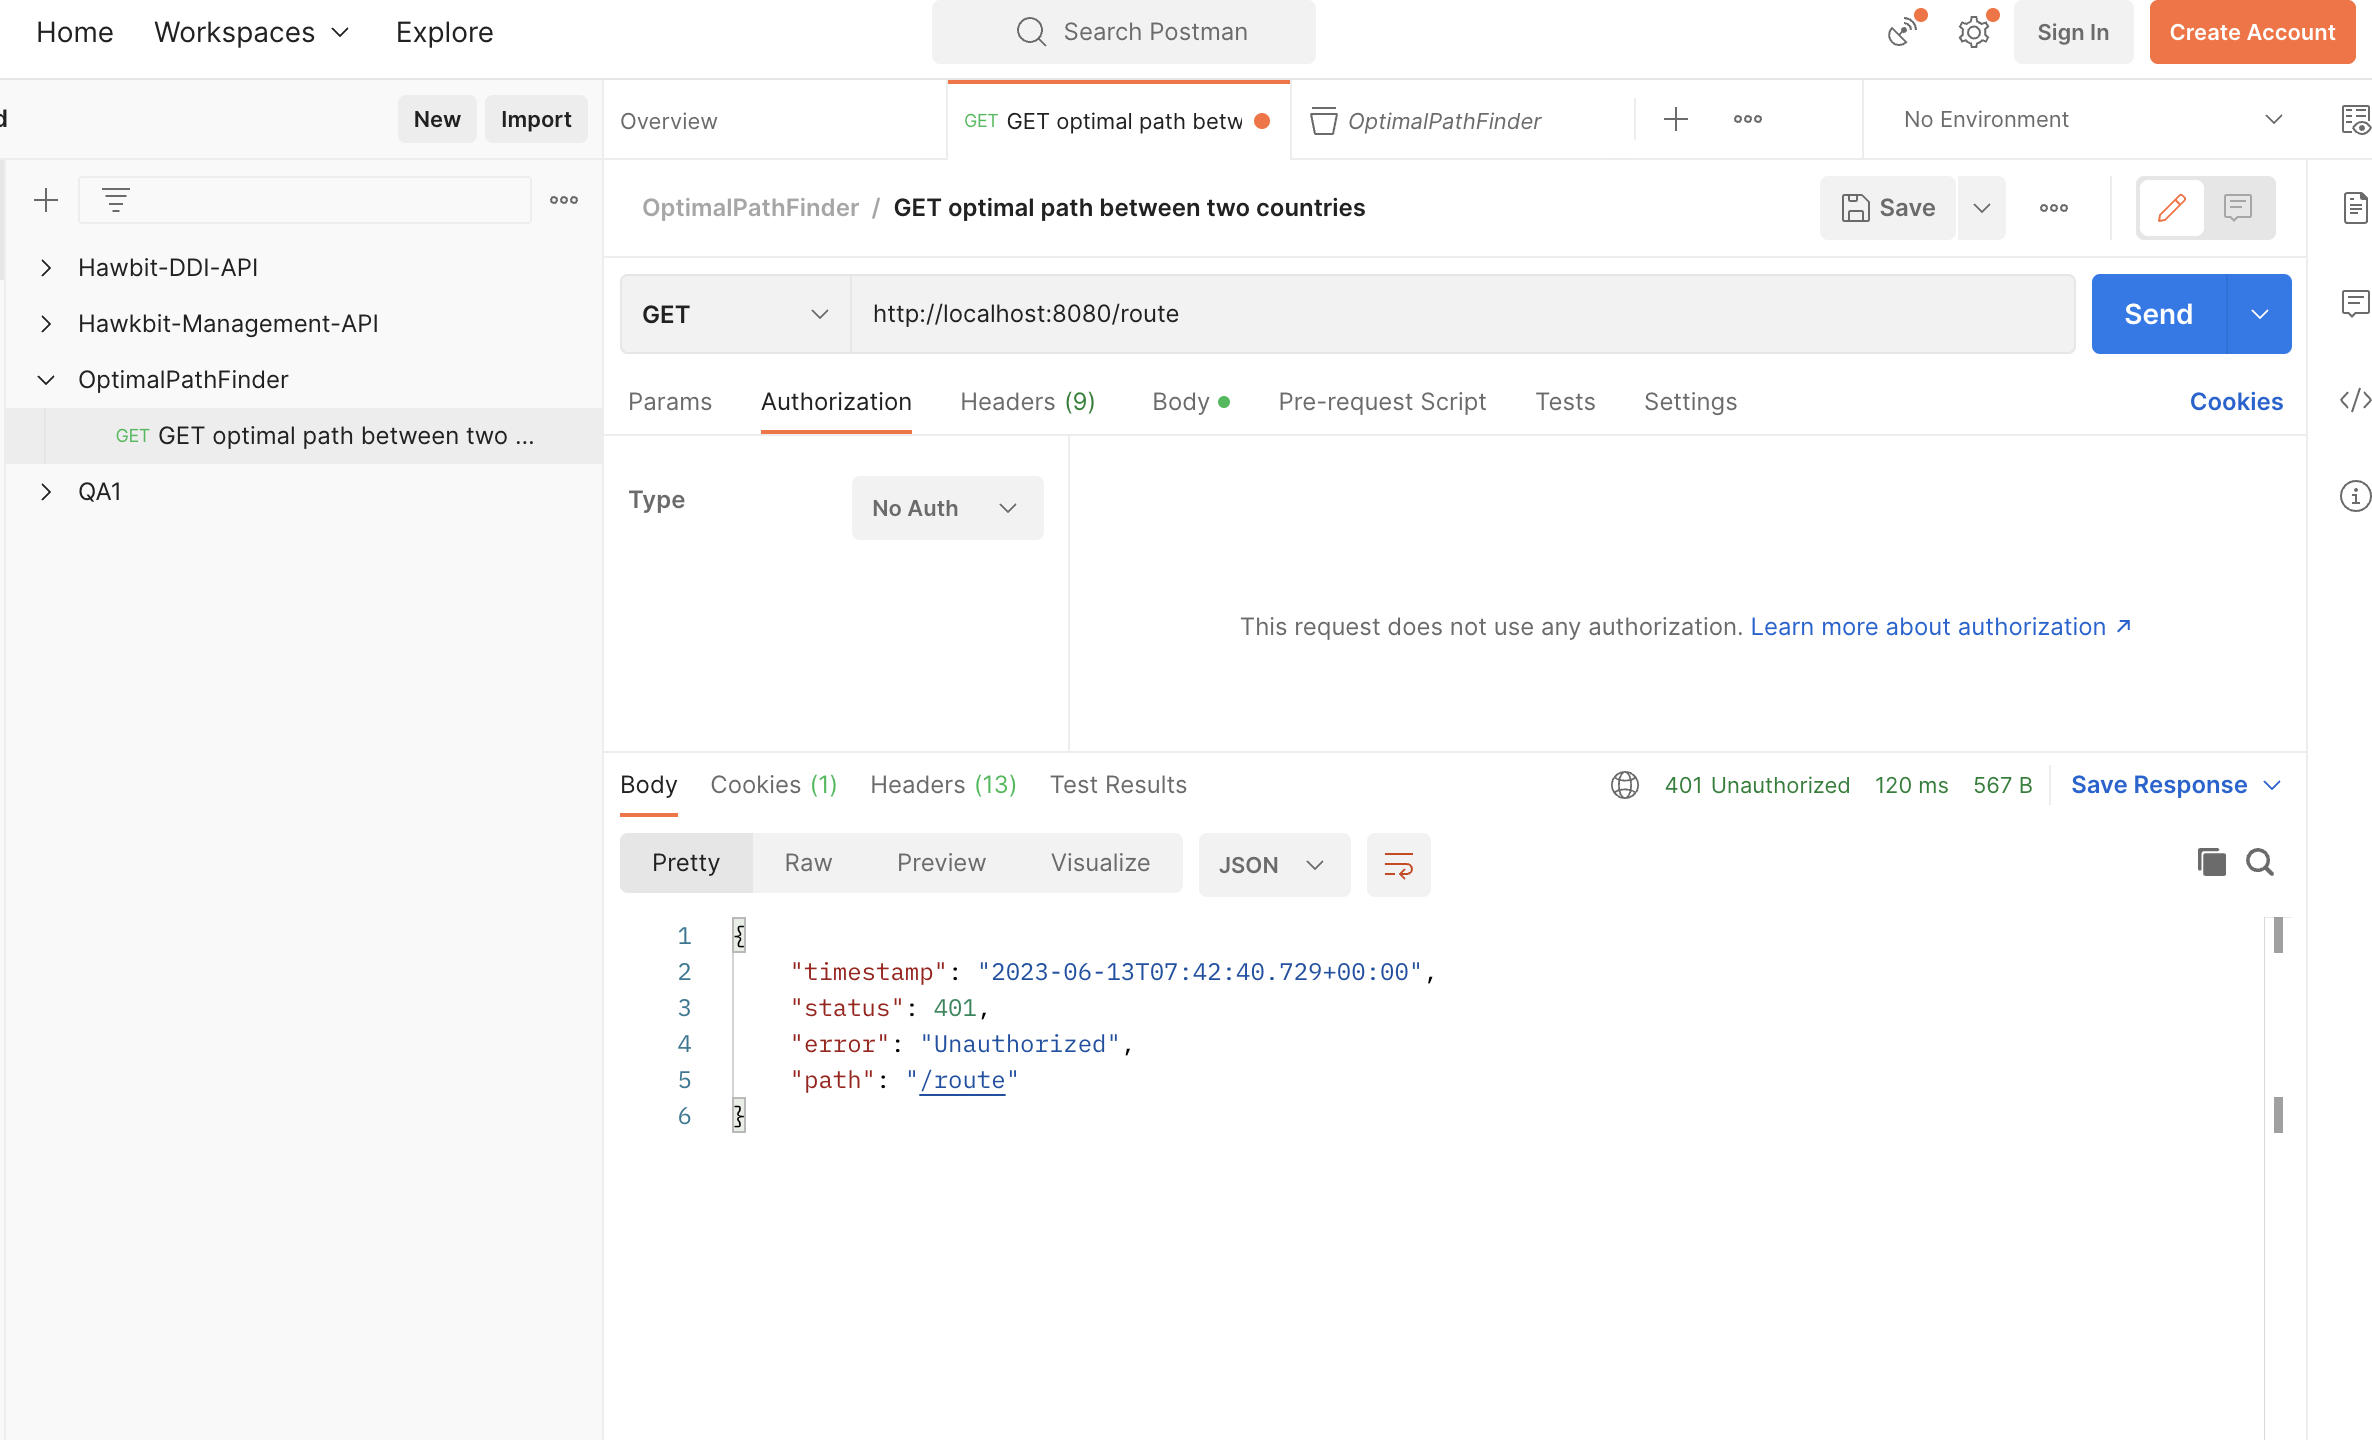 Home Workspaces Explore Search Postman Sign In Create Account
d New Import Overview GET GET optimal path betw OptimalPathFinder No Environment
OptimalPathFinder / GET optimal path between two countries Save
Hawbit-DDI-API
Hawkbit-Management-API
OptimalPathFinder
GET GET optimal path between two ...
QA1
GET http://localhost:8080/route Send
Params Authorization Headers (9) Body Pre-request Script Tests Settings Cookies
Type No Auth
This request does not use any authorization. Learn more about authorization ↗
Body Cookies (1) Headers (13) Test Results 401 Unauthorized 120 ms 567 B Save Response
Pretty Raw Preview Visualize JSON
1 {
2 "timestamp": "2023-06-13T07:42:40.729+00:00",
3 "status": 401,
4 "error": "Unauthorized",
5 "path": "/route"
6 }